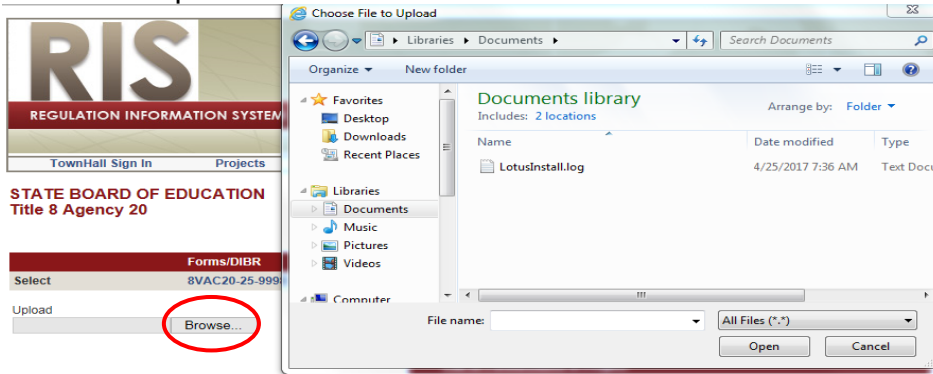 RIS
REGULATION INFORMATION SYSTEM
TownHall Sign In Projects
STATE BOARD OF EDUCATION
Title 8 Agency 20
Forms/DIBR
Select 8VAC20-25-999
Upload
Browse...
Choose File to Upload
Libraries Documents
Search Documents
Organize New folder
Favorites
Desktop
Downloads
Recent Places
Libraries
Documents
Music
Pictures
Videos
Computer
Documents library
Includes: 2 locations
Arrange by: Folder
Name Date modified Type
LotusInstall.log 4/25/2017 7:36 AM Text Docu
File name: All Files (*.*)
Open Cancel